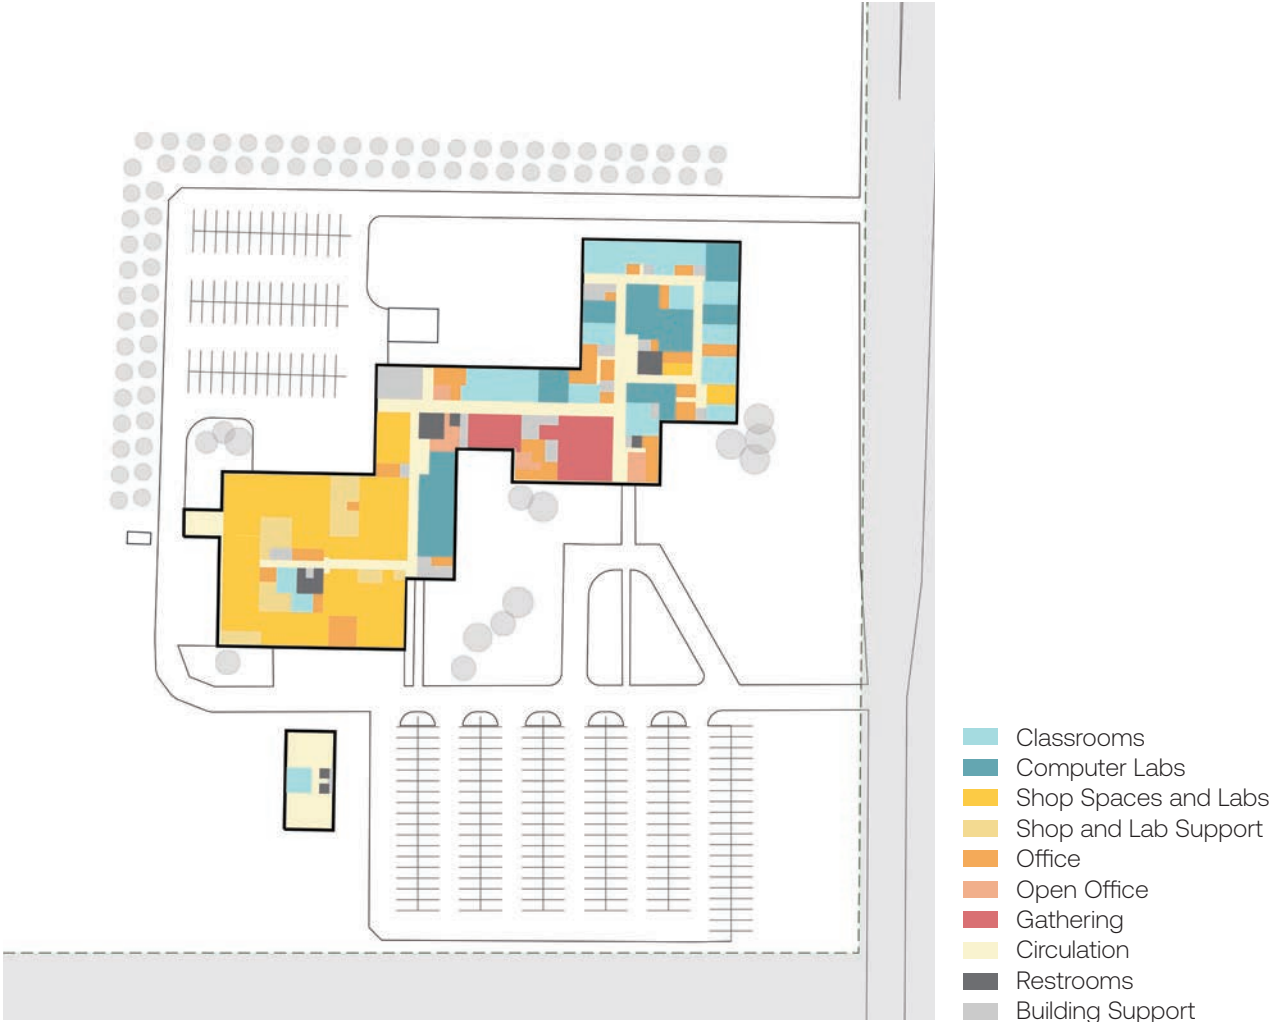 Classrooms
Computer Labs
Shop Spaces and Labs
Shop and Lab Support
Office
Open Office
Gathering
Circulation
Restrooms
Building Support